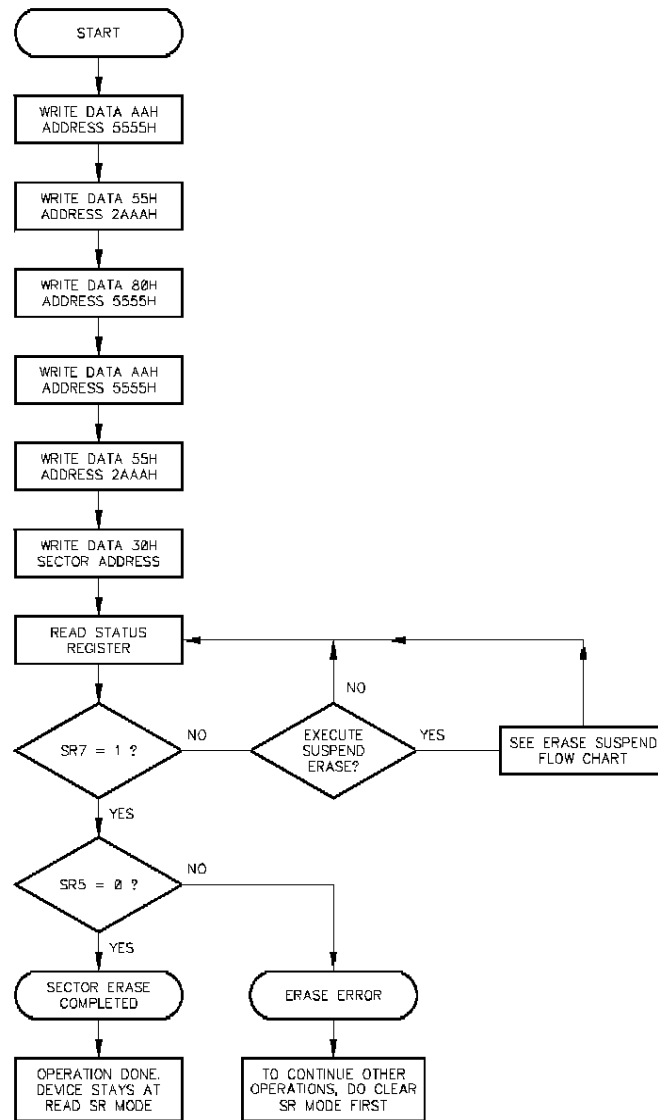 START
WRITE DATA AAH
ADDRESS 5555H
WRITE DATA 55H
ADDRESS 2AAAH
WRITE DATA 80H
ADDRESS 5555H
WRITE DATA AAH
ADDRESS 5555H
WRITE DATA 55H
ADDRESS 2AAAH
WRITE DATA 30H
SECTOR ADDRESS
READ STATUS
REGISTER
NO
SR7 = 1 ?
NO
EXECUTE
SUSPEND
ERASE?
YES
SEE ERASE SUSPEND
FLOW CHART
YES
SR5 = 0 ?
NO
YES
SECTOR ERASE
COMPLETED
ERASE ERROR
OPERATION DONE.
DEVICE STAYS AT
READ SR MODE
TO CONTINUE OTHER
OPERATIONS, DO CLEAR
SR MODE FIRST